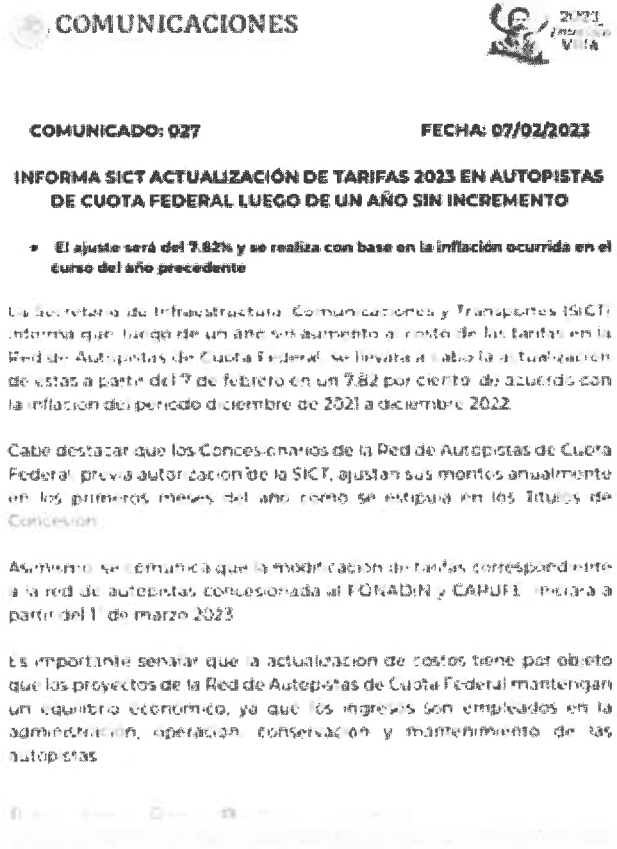 COMUNICACIONES
2023
VILLA
COMUNICADO: 027
FECHA: 07/02/2023
INFORMA SICT ACTUALIZACIÓN DE TARIFAS 2023 EN AUTOPISTAS
DE CUOTA FEDERAL LUEGO DE UN AÑO SIN INCREMENTO
• El ajuste será del 7.82% y se realiza con base en la inflación ocurrida en el
curso del año precedente
La Secretaría de Infraestructura, Comunicaciones y Transportes (SICT)
informa que, luego de un año sin aumento al costo de las tarifas en la
Red de Autopistas de Cuota Federal, se llevará a cabo la actualización
de éstas a partir del 7 de febrero en un 7.82 por ciento, de acuerdo con
la inflación del periodo diciembre de 2021 a diciembre 2022.
Cabe destacar que los Concesionarios de la Red de Autopistas de Cuota
Federal, previa autorización de la SICT, ajustan sus montos anualmente
en los primeros meses del año como se estipula en los Títulos de
Concesión.
Asimismo, se comunica que la modificación de tarifas correspondiente
a la red de autopistas concesionada al FONADIN y CAPUFE iniciará a
partir del 1° de marzo 2023.
Es importante señalar que la actualización de costos tiene por objeto
que los proyectos de la Red de Autopistas de Cuota Federal mantengan
un equilibrio económico, ya que los ingresos son empleados en la
administración, operación, conservación y mantenimiento de las
autopistas.